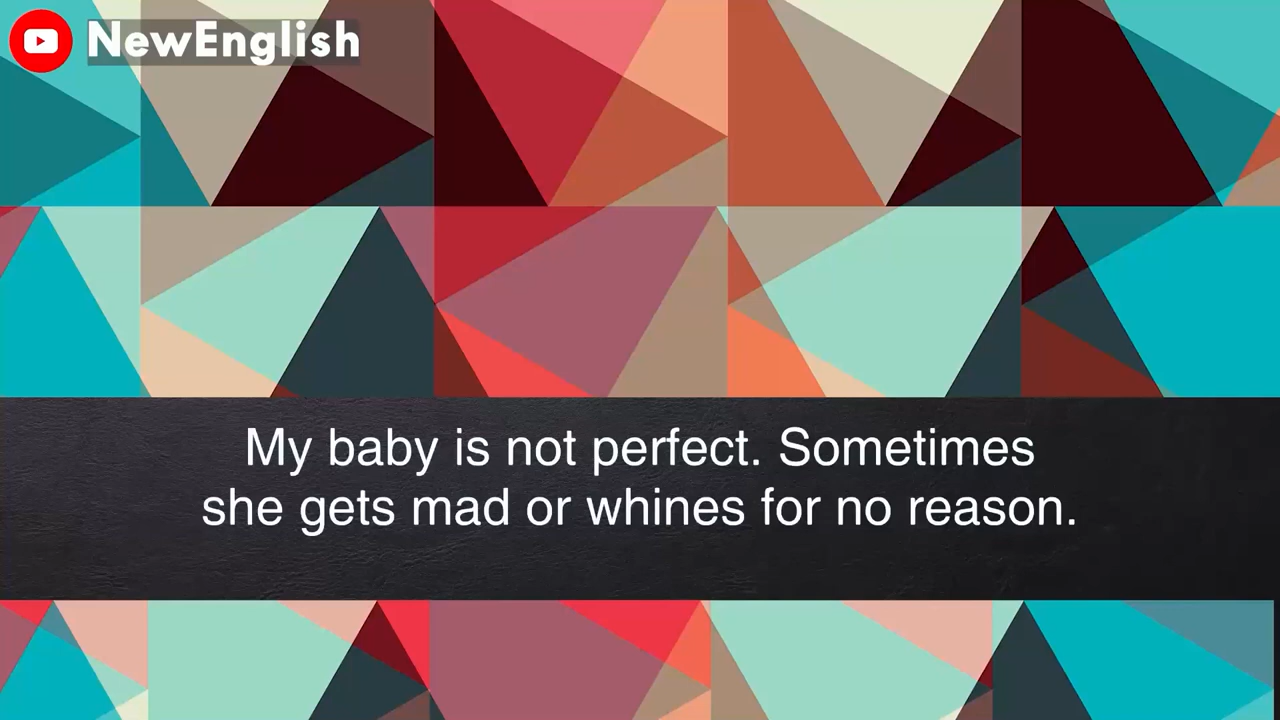 NewEnglish
My baby is not perfect. Sometimes
she gets mad or whines for no reason.